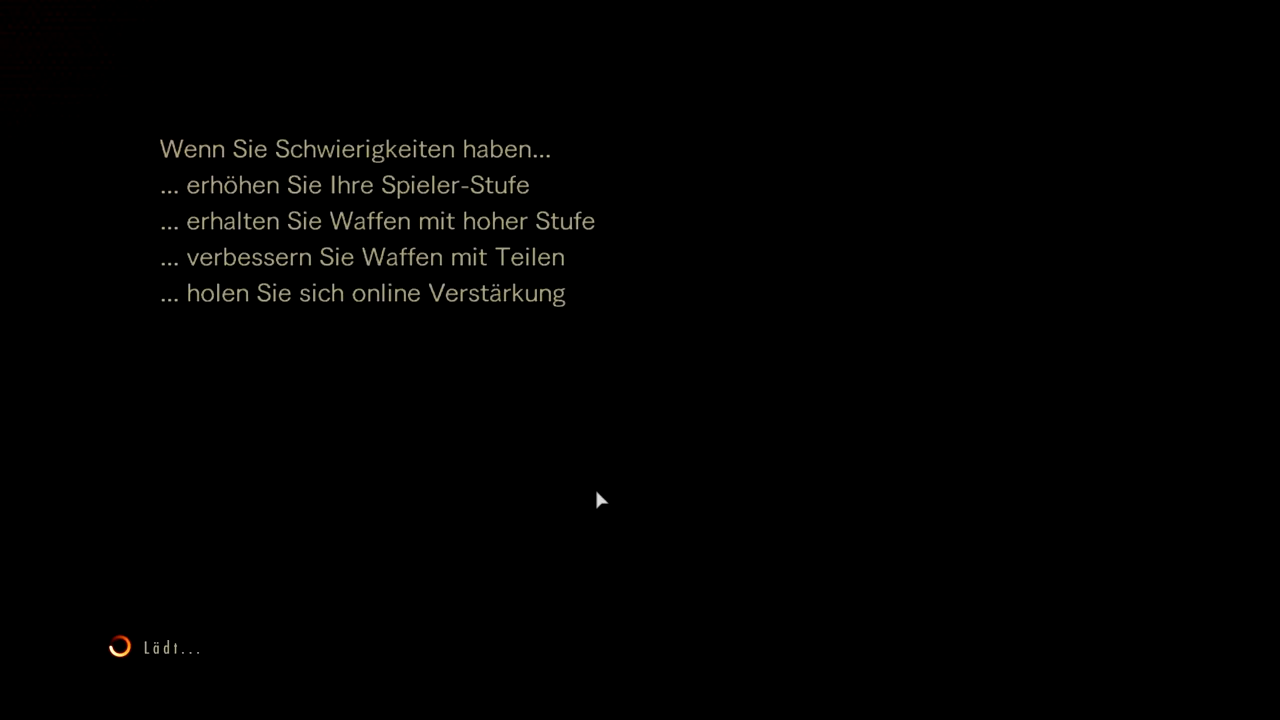 Wenn Sie Schwierigkeiten haben...
... erhöhen Sie Ihre Spieler-Stufe
... erhalten Sie Waffen mit hoher Stufe
... verbessern Sie Waffen mit Teilen
... holen Sie sich online Verstärkung
Lädt...